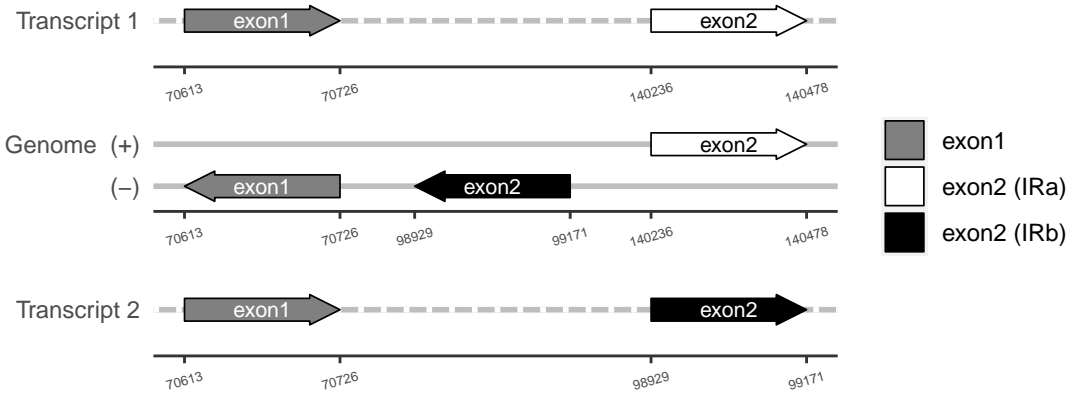 Transcript 1 exon1 exon2
70613 70726 140236 140478
Genome (+) exon2
(−) exon1 exon2
70613 70726 98929 99171 140236 140478
exon1
exon2 (IRa)
exon2 (IRb)
Transcript 2 exon1 exon2
70613 70726 98929 99171